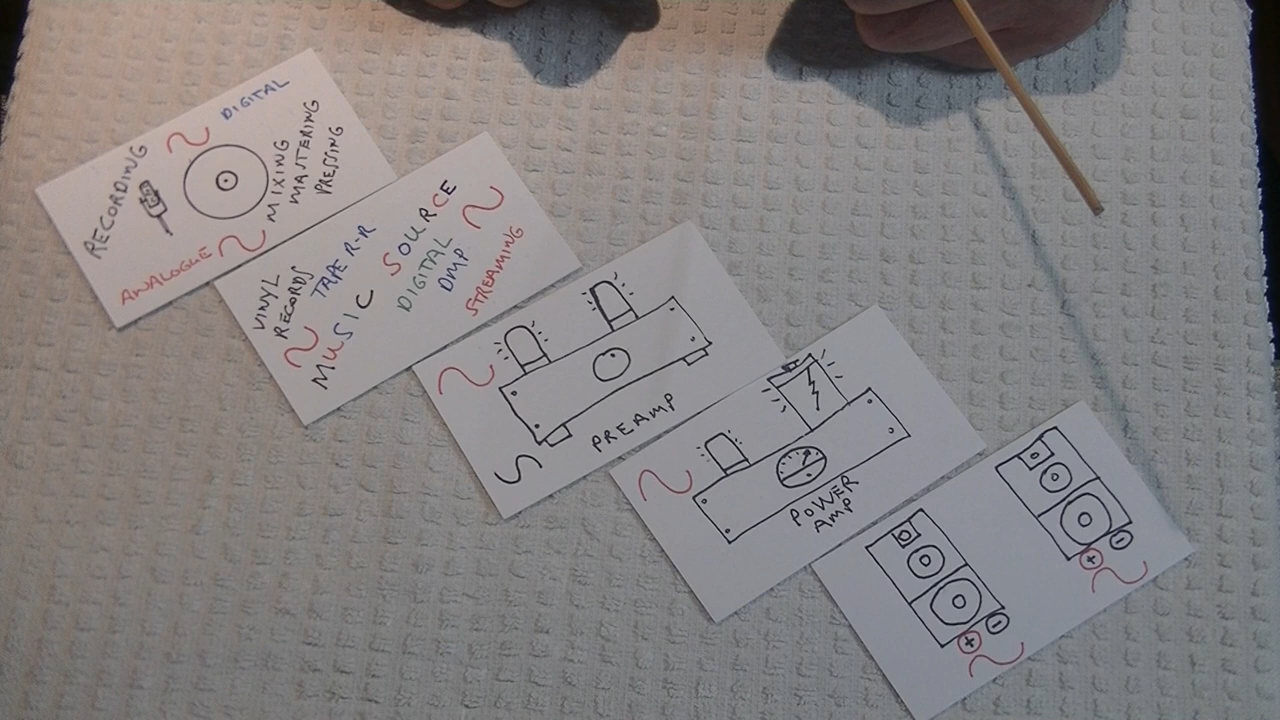 RECORDING
DIGITAL
MIXING
MASTERING
PRESSING
ANALOGUE
VINYL
RECORDS
TAPE R-R
MUSIC SOURCE
DIGITAL
DMP
STREAMING
PREAMP
POWER
AMP
+ -
+ -